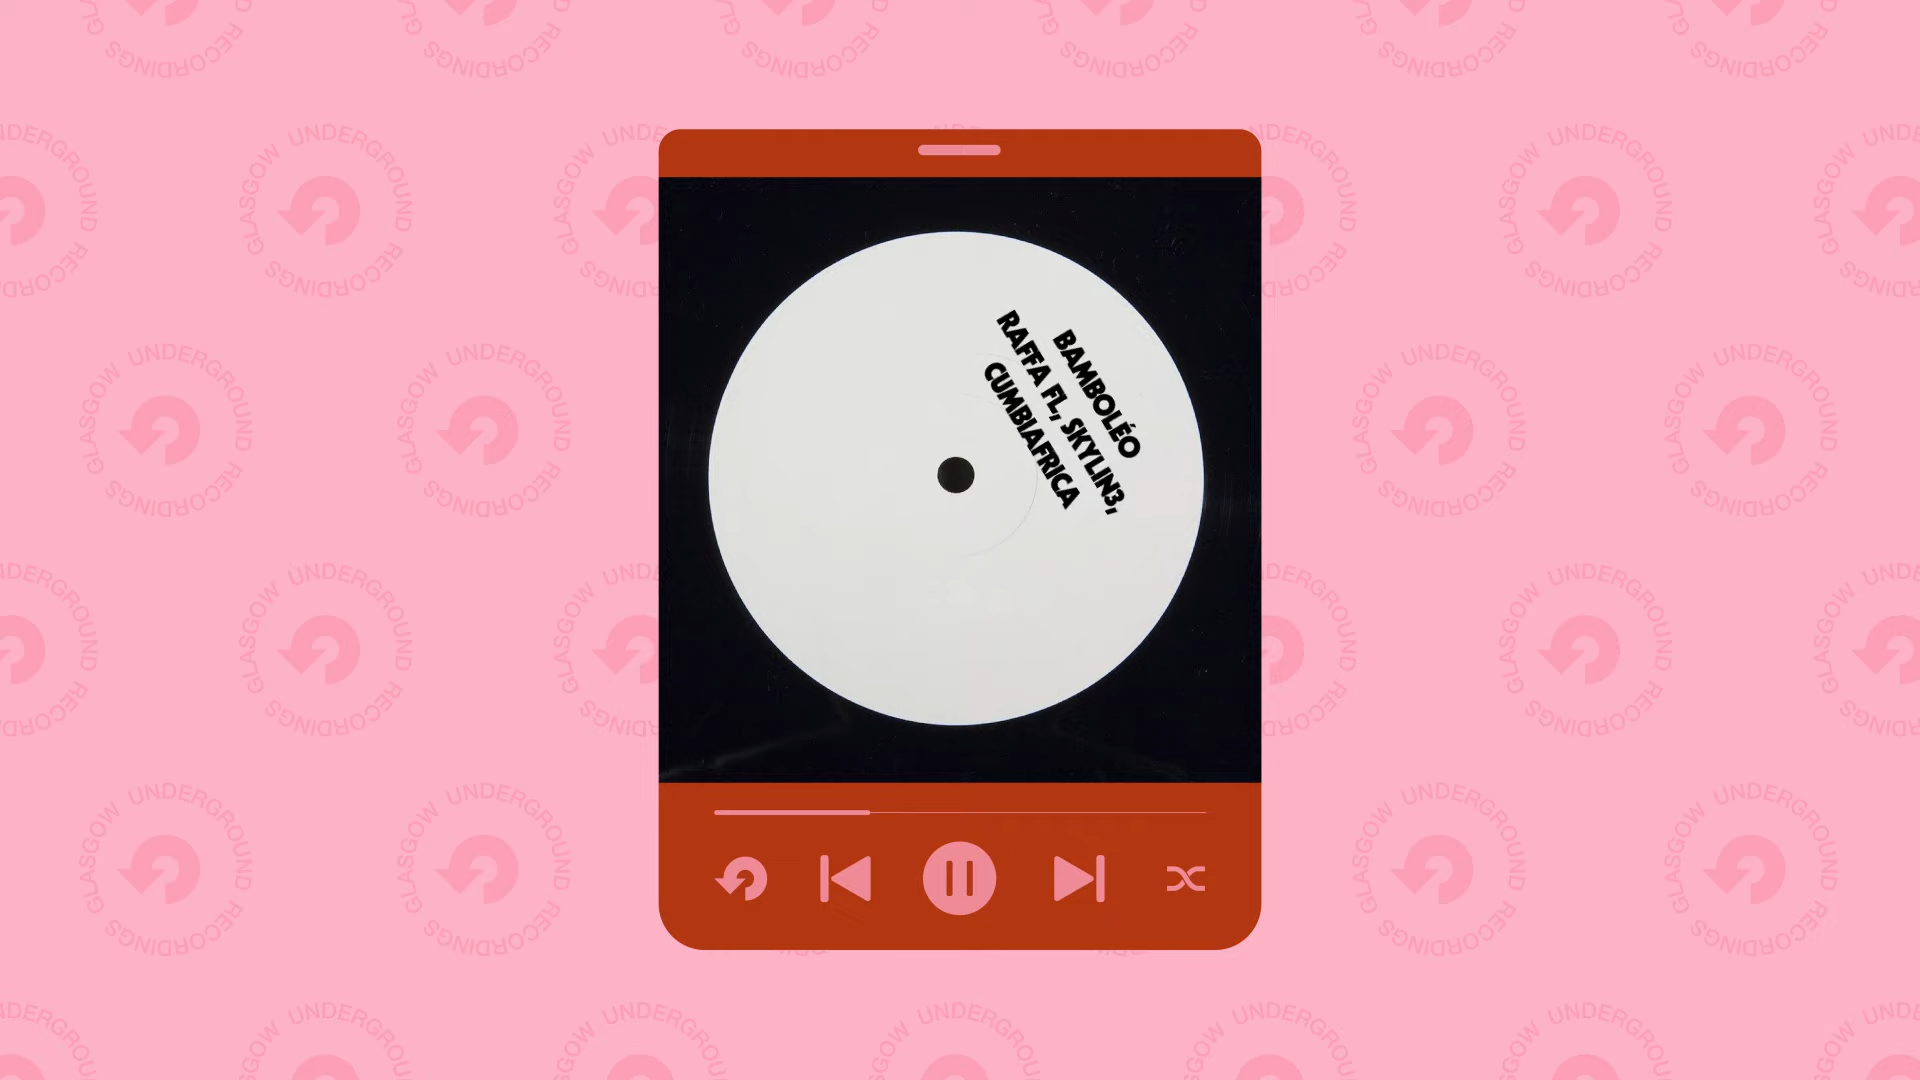 BAMBOLÉO
RAFFA FL, SKYLIN3,
CUMBIAFRICA
GLASGOW UNDERGROUND RECORDINGS